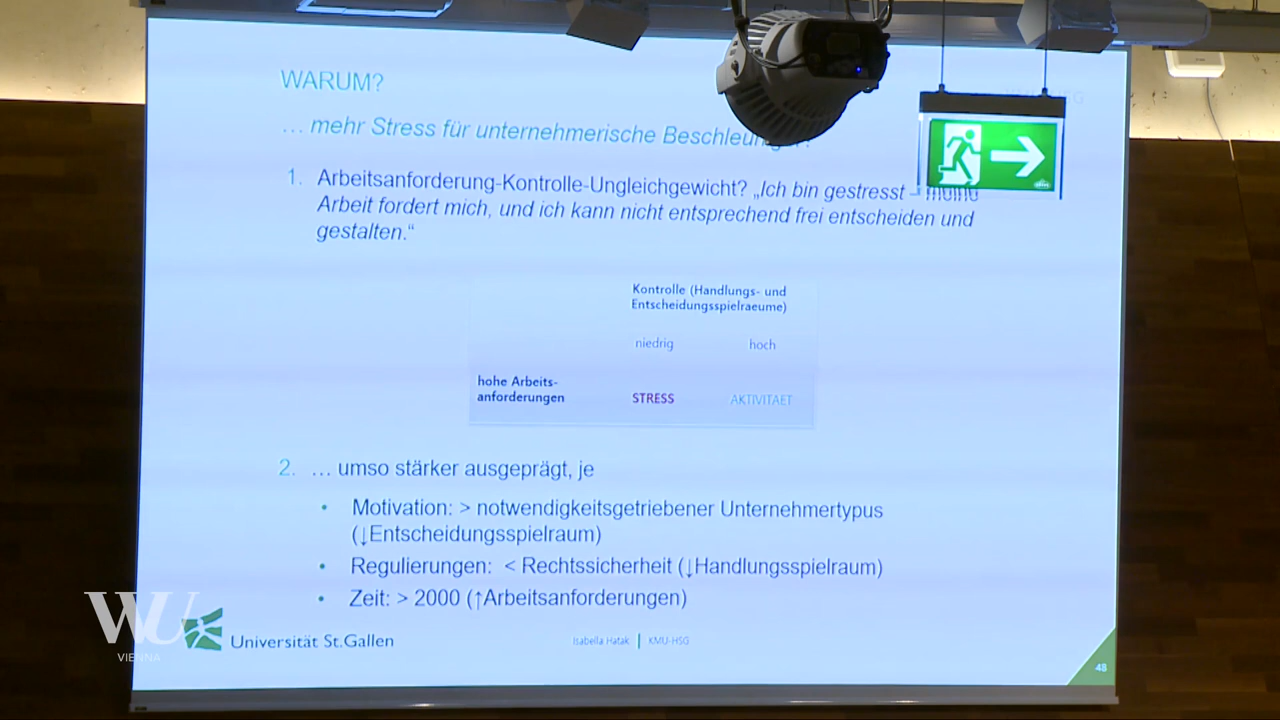 WARUM?
… mehr Stress für unternehmerische
1. Arbeitsanforderung-Kontrolle-Ungleichgewicht? „Ich bin gestresst – meine
Arbeit fordert mich, und ich kann nicht entsprechend frei entscheiden und
gestalten.“
Kontrolle (Handlungs- und
Entscheidungsspielraeume)
niedrig hoch
hohe Arbeits-
anforderungen STRESS AKTIVITAET
2. … umso stärker ausgeprägt, je
• Motivation: > notwendigkeitsgetriebener Unternehmertypus
(↓Entscheidungsspielraum)
• Regulierungen: < Rechtssicherheit (↓Handlungsspielraum)
• Zeit: > 2000 (↑Arbeitsanforderungen)
WU
VIENNA
Universität St.Gallen
Isabella Hatak | KMU-HSG
48